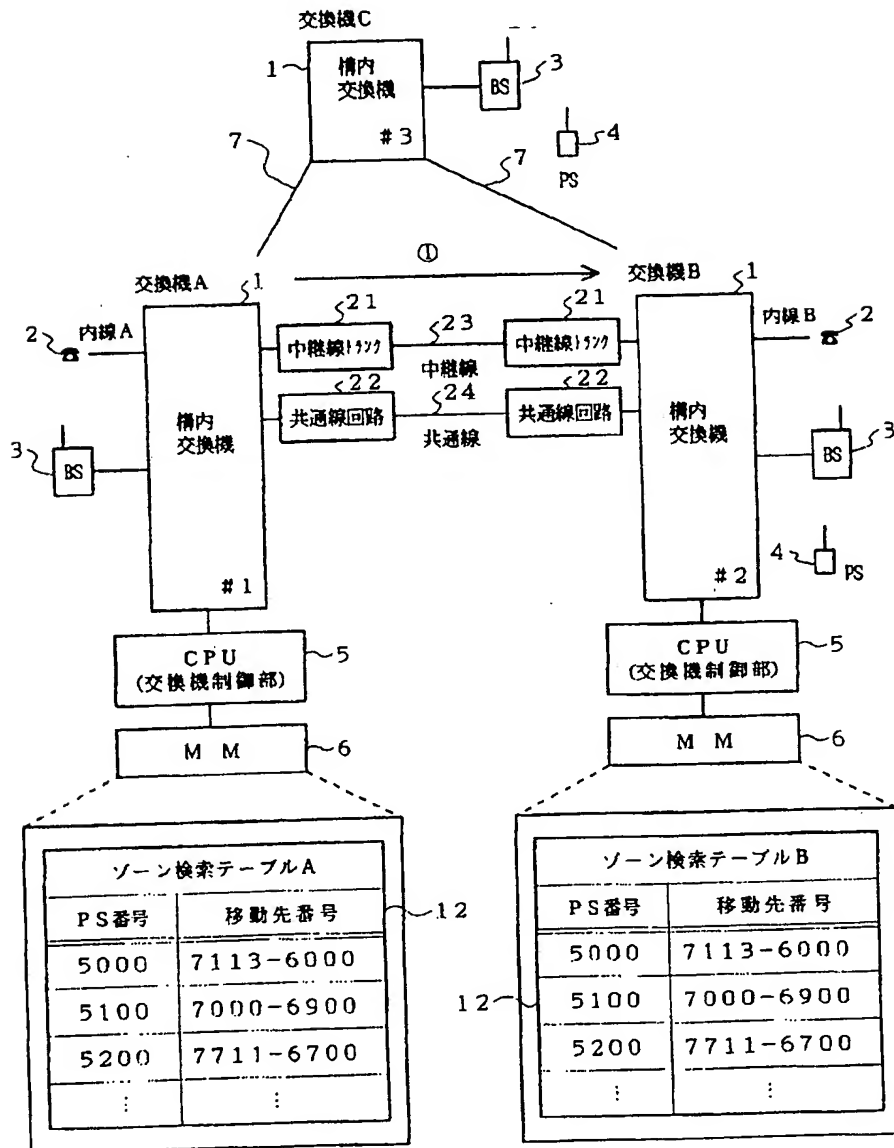 交換機C
1
構内
交換機
#3
BS
3
4
PS
7
7
①
交換機A
1
21
23
21
交換機B
1
2
内線A
中継線トランク
中継線
中継線トランク
内線B
2
22
24
22
共通線回路
共通線
共通線回路
構内
交換機
構内
交換機
3
BS
BS
3
4
PS
#1
#2
CPU
(交換機制御部)
5
CPU
(交換機制御部)
5
MM
6
MM
6
ゾーン検索テーブルA
PS番号 移動先番号
5000 7113-6000
5100 7000-6900
5200 7711-6700
⋮ ⋮
12
ゾーン検索テーブルB
PS番号 移動先番号
5000 7113-6000
5100 7000-6900
5200 7711-6700
⋮ ⋮
12